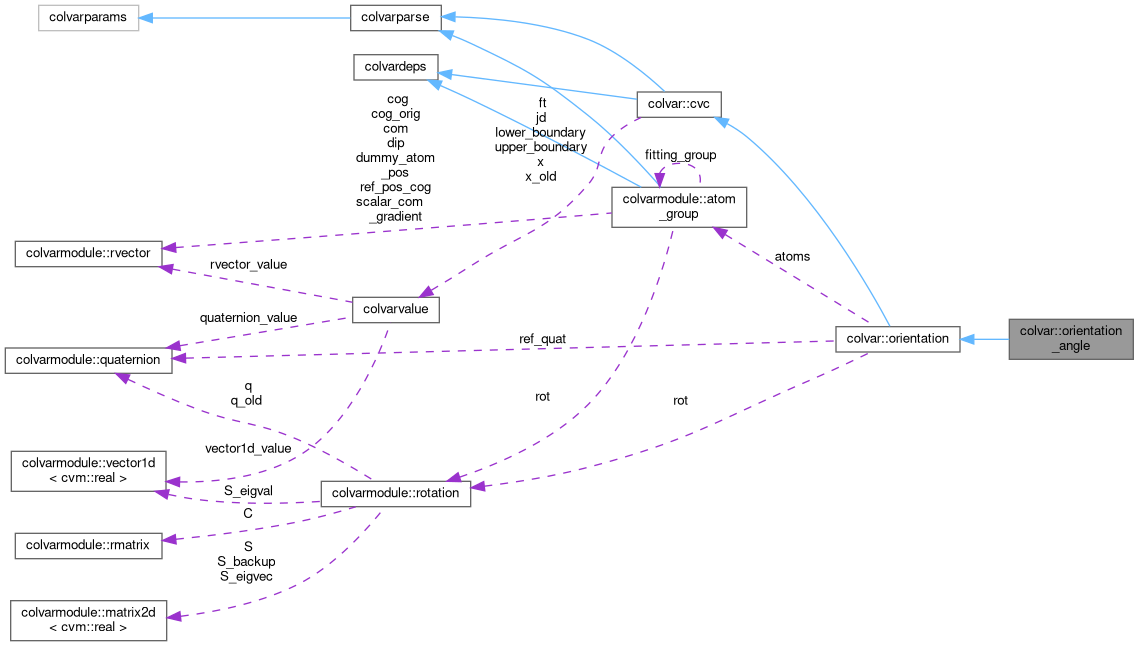 colvarparams
colvarparse
colvardeps
colvar::cvc
cog
cog_orig
com
dip
dummy_atom
_pos
ref_pos_cog
scalar_com
_gradient
ft
jd
lower_boundary
upper_boundary
x
x_old
fitting_group
colvarmodule::atom
_group
colvarmodule::rvector
rvector_value
atoms
colvarvalue
quaternion_value
colvar::orientation
_angle
colvar::orientation
ref_quat
colvarmodule::quaternion
q
q_old
rot
rot
vector1d_value
colvarmodule::vector1d
< cvm::real >
S_eigval
colvarmodule::rotation
C
colvarmodule::rmatrix
S
S_backup
S_eigvec
colvarmodule::matrix2d
< cvm::real >